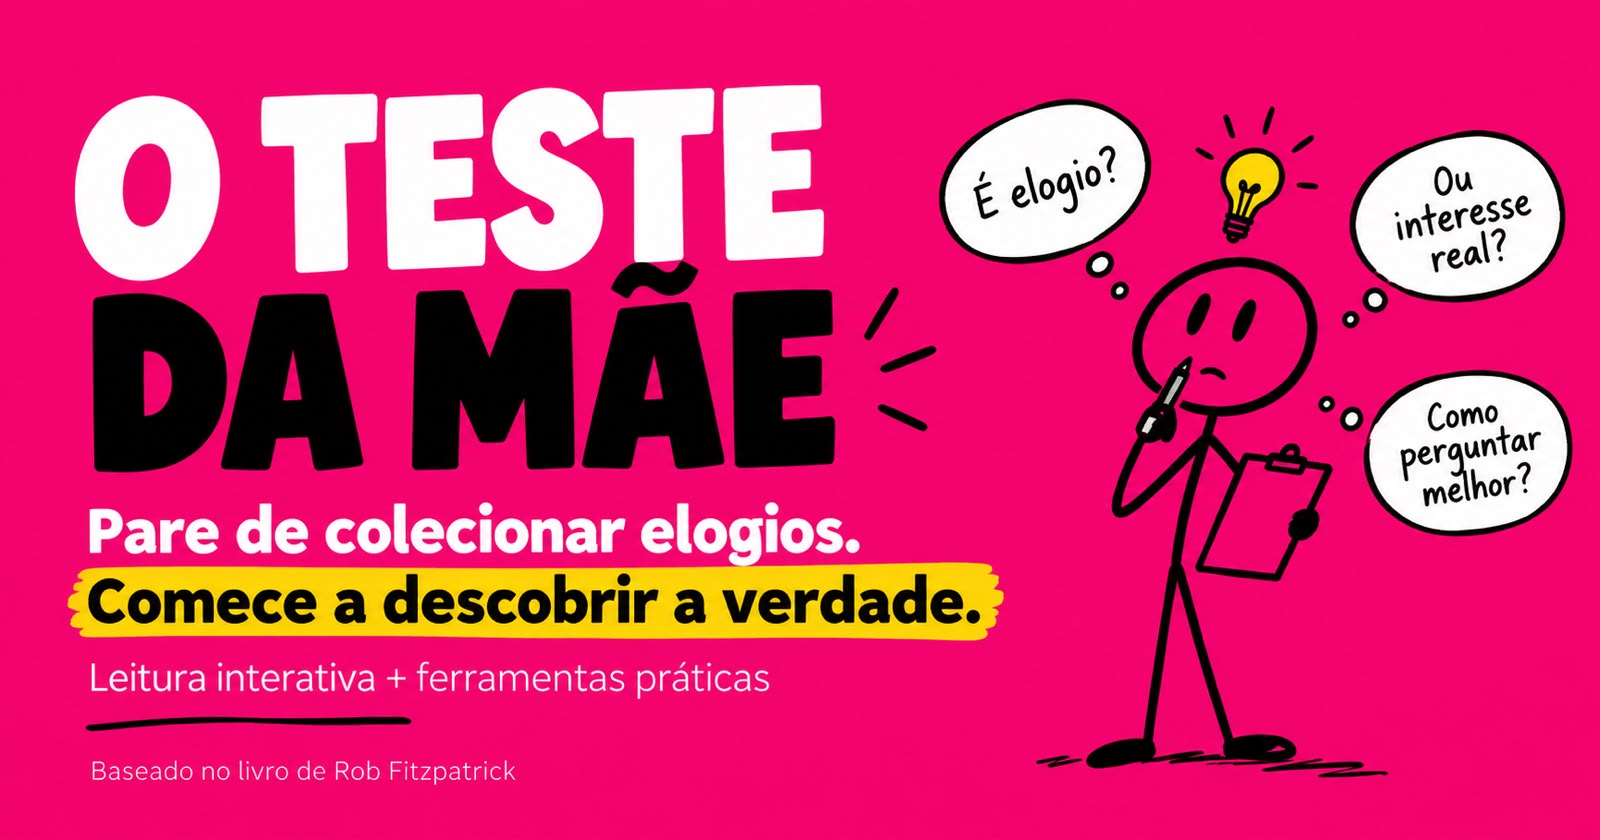 O TESTE
DA MÃE
Pare de colecionar elogios.
Comece a descobrir a verdade.
Leitura interativa + ferramentas práticas
Baseado no livro de Rob Fitzpatrick
É elogio?
Ou
interesse
real?
Como
perguntar
melhor?